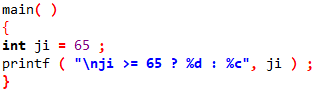 main( )
{
int ji = 65 ;
printf ( "\nji >= 65 ? %d : %c", ji ) ;
}